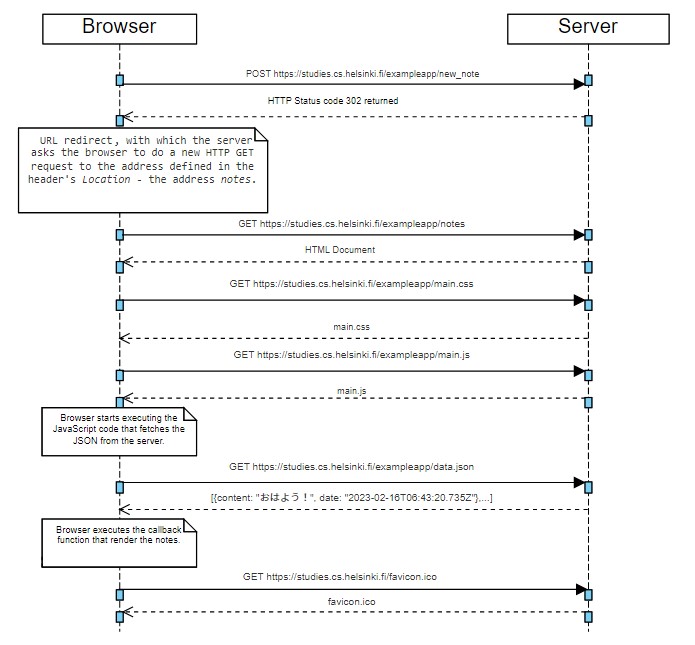 Browser
Server
POST https://studies.cs.helsinki.fi/exampleapp/new_note
HTTP Status code 302 returned
URL redirect, with which the server
asks the browser to do a new HTTP GET
request to the address defined in the
header's Location - the address notes.
GET https://studies.cs.helsinki.fi/exampleapp/notes
HTML Document
GET https://studies.cs.helsinki.fi/exampleapp/main.css
main.css
GET https://studies.cs.helsinki.fi/exampleapp/main.js
main.js
Browser starts executing the
JavaScript code that fetches the
JSON from the server.
GET https://studies.cs.helsinki.fi/exampleapp/data.json
[{content: "おはよう！", date: "2023-02-16T06:43:20.735Z"},...]
Browser executes the callback
function that render the notes.
GET https://studies.cs.helsinki.fi/favicon.ico
favicon.ico